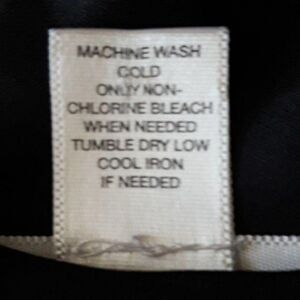 MACHINE WASH
COLD
ONLY NON-
CHLORINE BLEACH
WHEN NEEDED
TUMBLE DRY LOW
COOL IRON
IF NEEDED